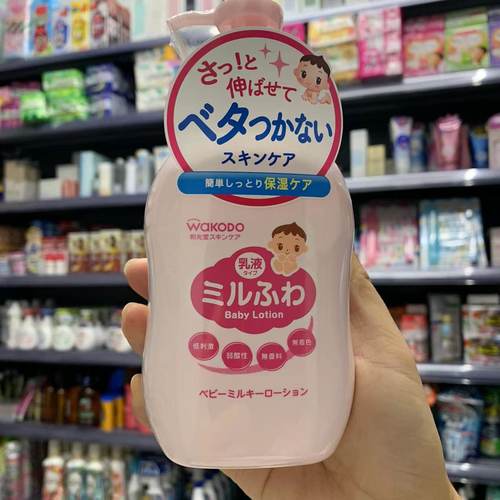 さっ!と
伸ばせて
ベタつかない
スキンケア
簡単しっとり保湿ケア
WAKODO
和光堂スキンケア
乳液
タイプ
ミルふわ
Baby Lotion
低刺激
弱酸性
無香料
無着色
ベビーミルキーローション